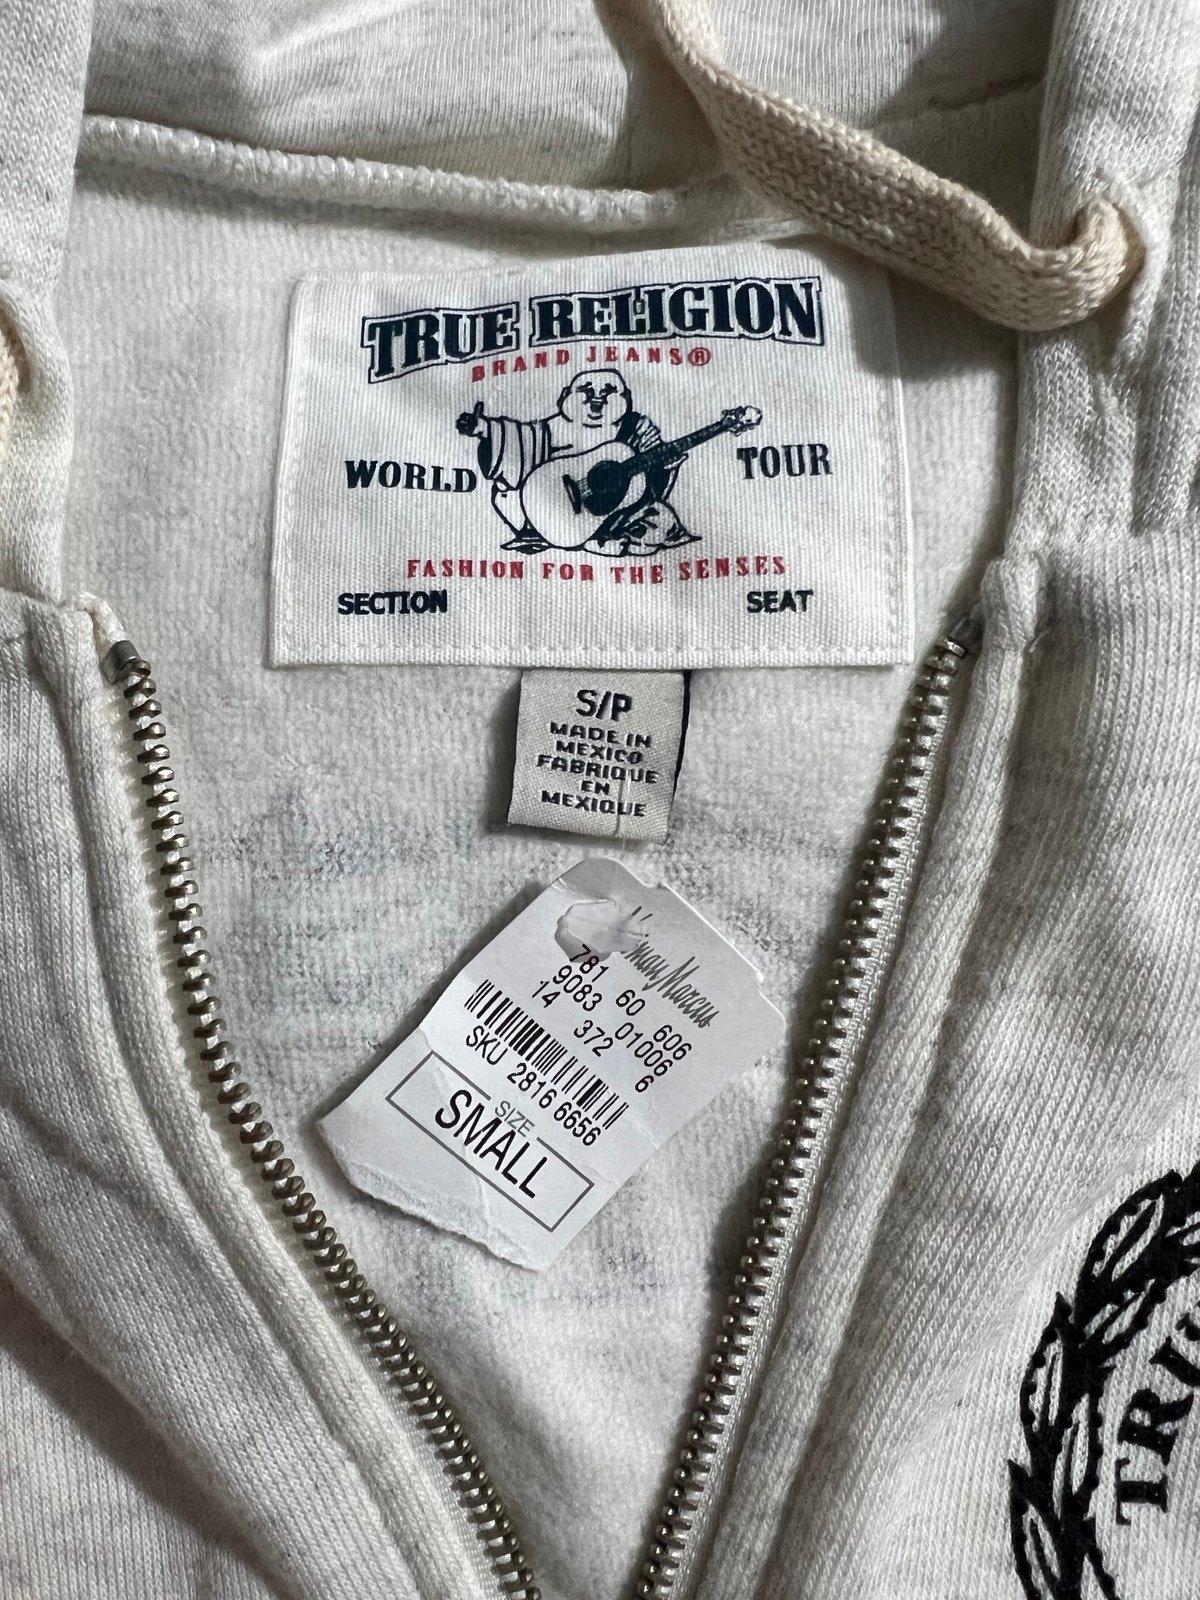 TRUE RELIGION
BRAND JEANS®
WORLD TOUR
FASHION FOR THE SENSES
SECTION SEAT
S/P
MADE IN
MEXICO
FABRIQUE
EN
MEXIQUE
Marcus
781 60 606
9083 01006
14 372 6
SKU 2816 6656
SIZE
SMALL